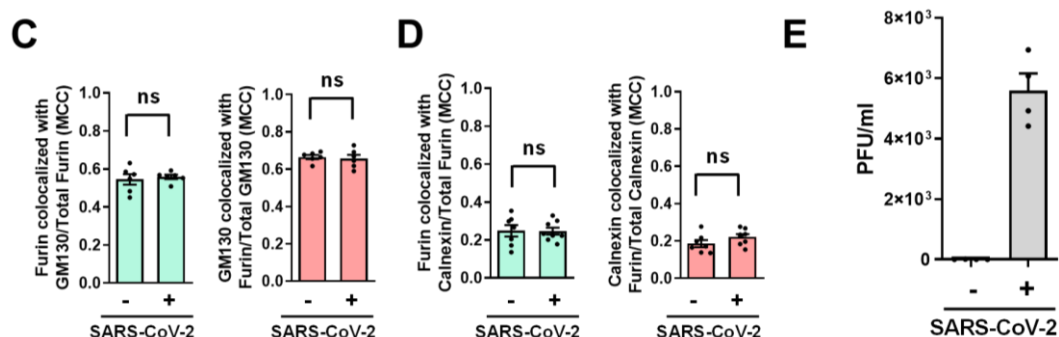 C
Furin colocalized with
GM130/Total Furin (MCC)
1.0
0.8
0.6
0.4
0.2
0.0
ns
-
+
SARS-CoV-2
GM130 colocalized with
Furin/Total GM130 (MCC)
1.0
0.8
0.6
0.4
0.2
0.0
ns
-
+
SARS-CoV-2
D
Furin colocalized with
Calnexin/Total Furin (MCC)
1.0
0.8
0.6
0.4
0.2
0.0
ns
-
+
SARS-CoV-2
Calnexin colocalized with
Furin/Total Calnexin (MCC)
1.0
0.8
0.6
0.4
0.2
0.0
ns
-
+
SARS-CoV-2
E
PFU/ml
8×10³
6×10³
4×10³
2×10³
0
-
+
SARS-CoV-2